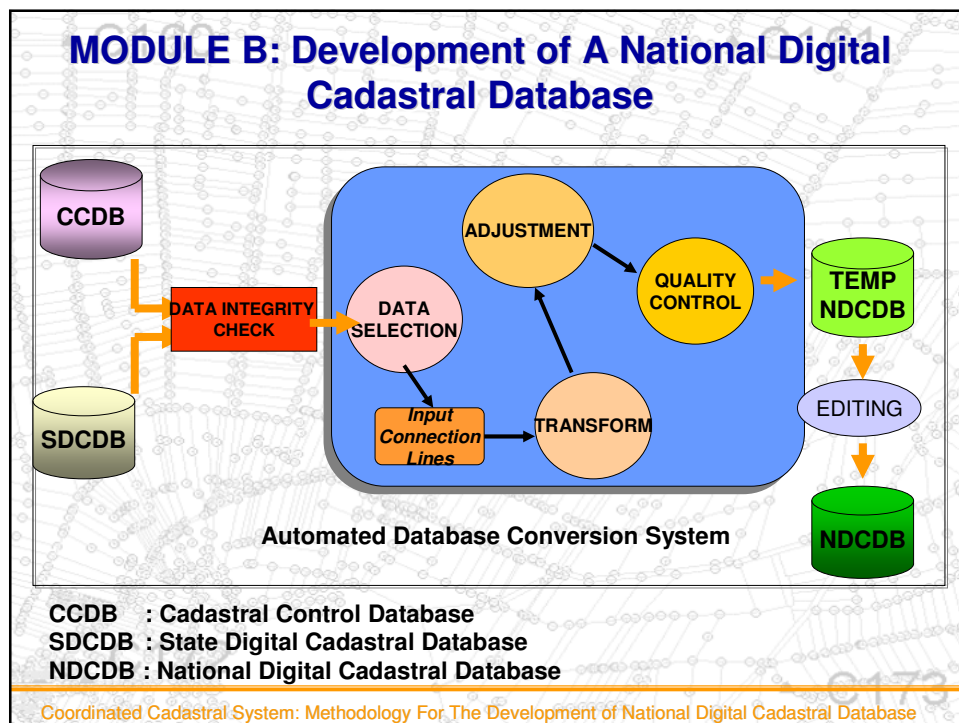 MODULE B: Development of A National Digital
Cadastral Database
CCDB
SDCDB
DATA INTEGRITY
CHECK
DATA
SELECTION
Input
Connection
Lines
TRANSFORM
ADJUSTMENT
QUALITY
CONTROL
TEMP
NDCDB
EDITING
NDCDB
Automated Database Conversion System
CCDB : Cadastral Control Database
SDCDB : State Digital Cadastral Database
NDCDB : National Digital Cadastral Database
C173
Coordinated Cadastral System: Methodology For The Development of National Digital Cadastral Database